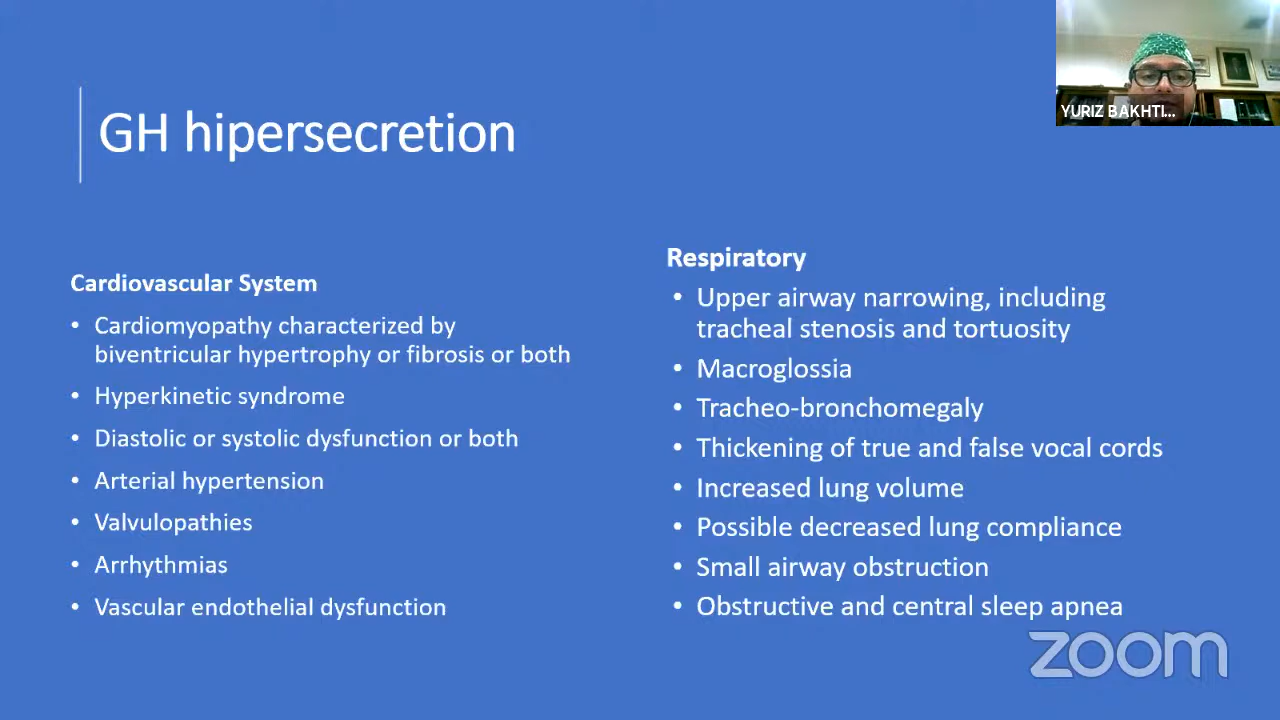 GH hipersecretion
YURIZ BAKHTI...
Cardiovascular System
• Cardiomyopathy characterized by
biventricular hypertrophy or fibrosis or both
• Hyperkinetic syndrome
• Diastolic or systolic dysfunction or both
• Arterial hypertension
• Valvulopathies
• Arrhythmias
• Vascular endothelial dysfunction
Respiratory
• Upper airway narrowing, including
tracheal stenosis and tortuosity
• Macroglossia
• Tracheo-bronchomegaly
• Thickening of true and false vocal cords
• Increased lung volume
• Possible decreased lung compliance
• Small airway obstruction
• Obstructive and central sleep apnea
zoom